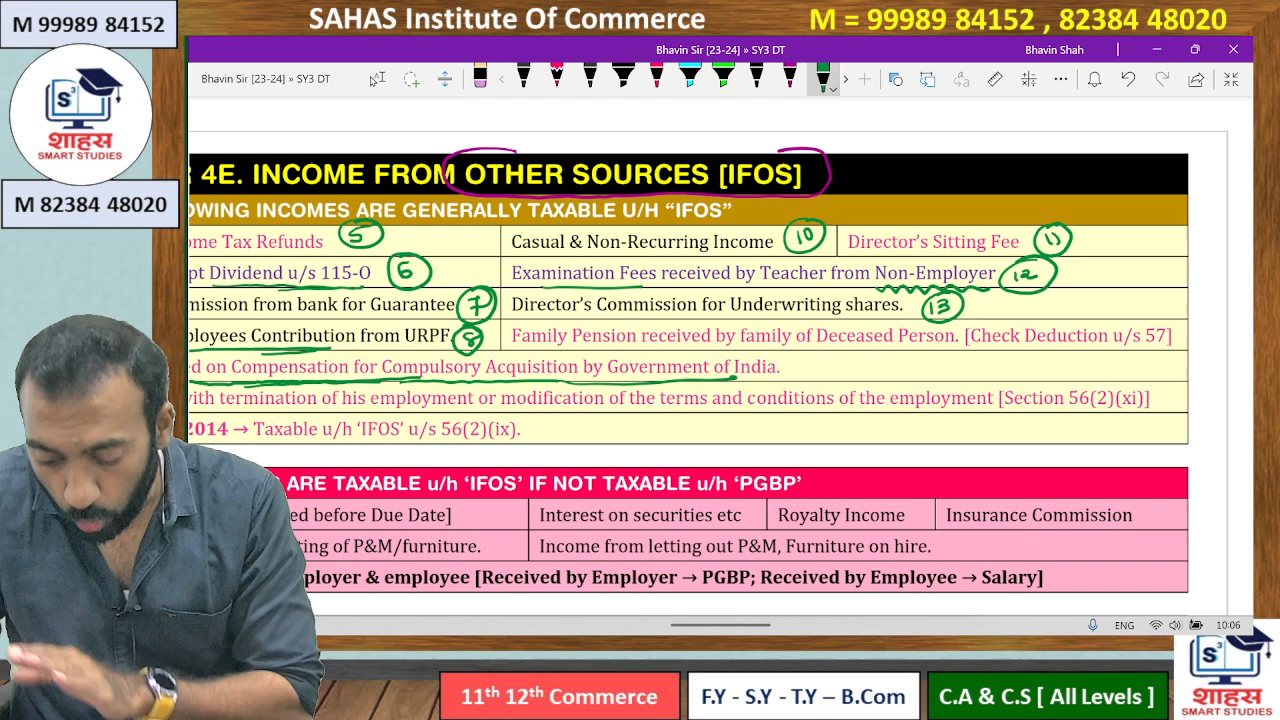 SAHAS Institute Of Commerce
M = 99989 84152 , 82384 48020
M 99989 84152
S³
शाहस
SMART STUDIES
M 82384 48020
Bhavin Sir [23-24] » SY3 DT
Bhavin Shah
Bhavin Sir [23-24] » SY3 DT
4E. INCOME FROM OTHER SOURCES [IFOS]
OWING INCOMES ARE GENERALLY TAXABLE U/H “IFOS”
ome Tax Refunds 5 Casual & Non-Recurring Income 10 Director’s Sitting Fee 11
pt Dividend u/s 115-O 6 Examination Fees received by Teacher from Non-Employer 12
mission from bank for Guarantee 7 Director’s Commission for Underwriting shares. 13
ployees Contribution from URPF. 8 Family Pension received by family of Deceased Person. [Check Deduction u/s 57]
ed on Compensation for Compulsory Acquisition by Government of India.
with termination of his employment or modification of the terms and conditions of the employment [Section 56(2)(xi)]
2014 → Taxable u/h ‘IFOS’ u/s 56(2)(ix).
ARE TAXABLE u/h ‘IFOS’ IF NOT TAXABLE u/h ‘PGBP’
ed before Due Date] Interest on securities etc Royalty Income Insurance Commission
ting of P&M/furniture. Income from letting out P&M, Furniture on hire.
ployer & employee [Received by Employer → PGBP; Received by Employee → Salary]
ENG 10:06
11th 12th Commerce
F.Y - S.Y - T.Y – B.Com
C.A & C.S [ All Levels ]
S³
शाहस
SMART STUDIES